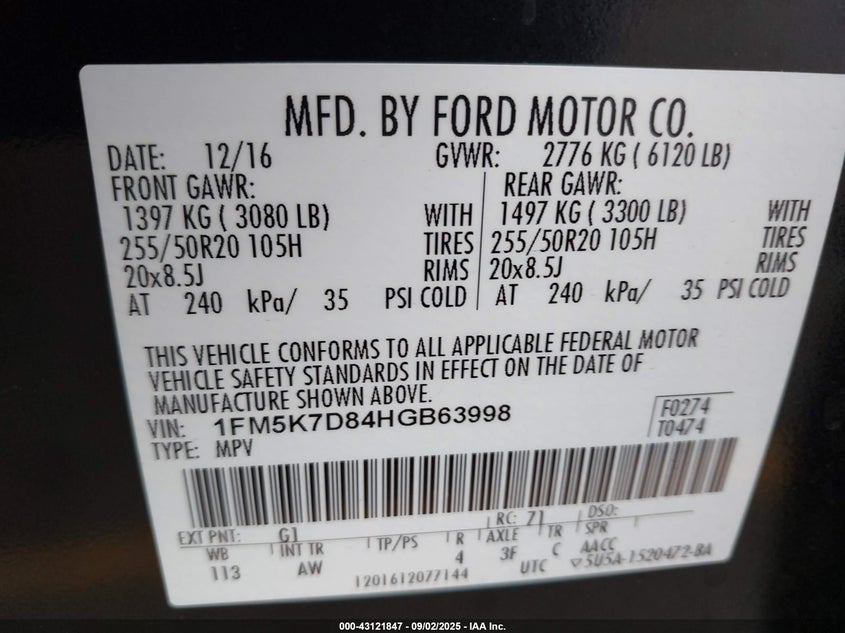 MFD. BY FORD MOTOR CO.
DATE: 12/16 GVWR: 2776 KG ( 6120 LB)
FRONT GAWR: REAR GAWR:
1397 KG ( 3080 LB) WITH 1497 KG ( 3300 LB) WITH
255/50R20 105H TIRES 255/50R20 105H TIRES
20x8.5J RIMS 20x8.5J RIMS
AT 240 kPa/ 35 PSI COLD AT 240 kPa/ 35 PSI COLD
THIS VEHICLE CONFORMS TO ALL APPLICABLE FEDERAL MOTOR
VEHICLE SAFETY STANDARDS IN EFFECT ON THE DATE OF
MANUFACTURE SHOWN ABOVE.
VIN: 1FM5K7D84HGB63998 F0274
TYPE: MPV T0474
EXT PNT: G1 RC: 71 DSO:
WB INT TR TP/PS R AXLE TR SPR
113 AW 4 3F C AACC
1201612077144 UTC ▽5U5A-1520472-BA
000-43121847 - 09/02/2025 - IAA Inc.